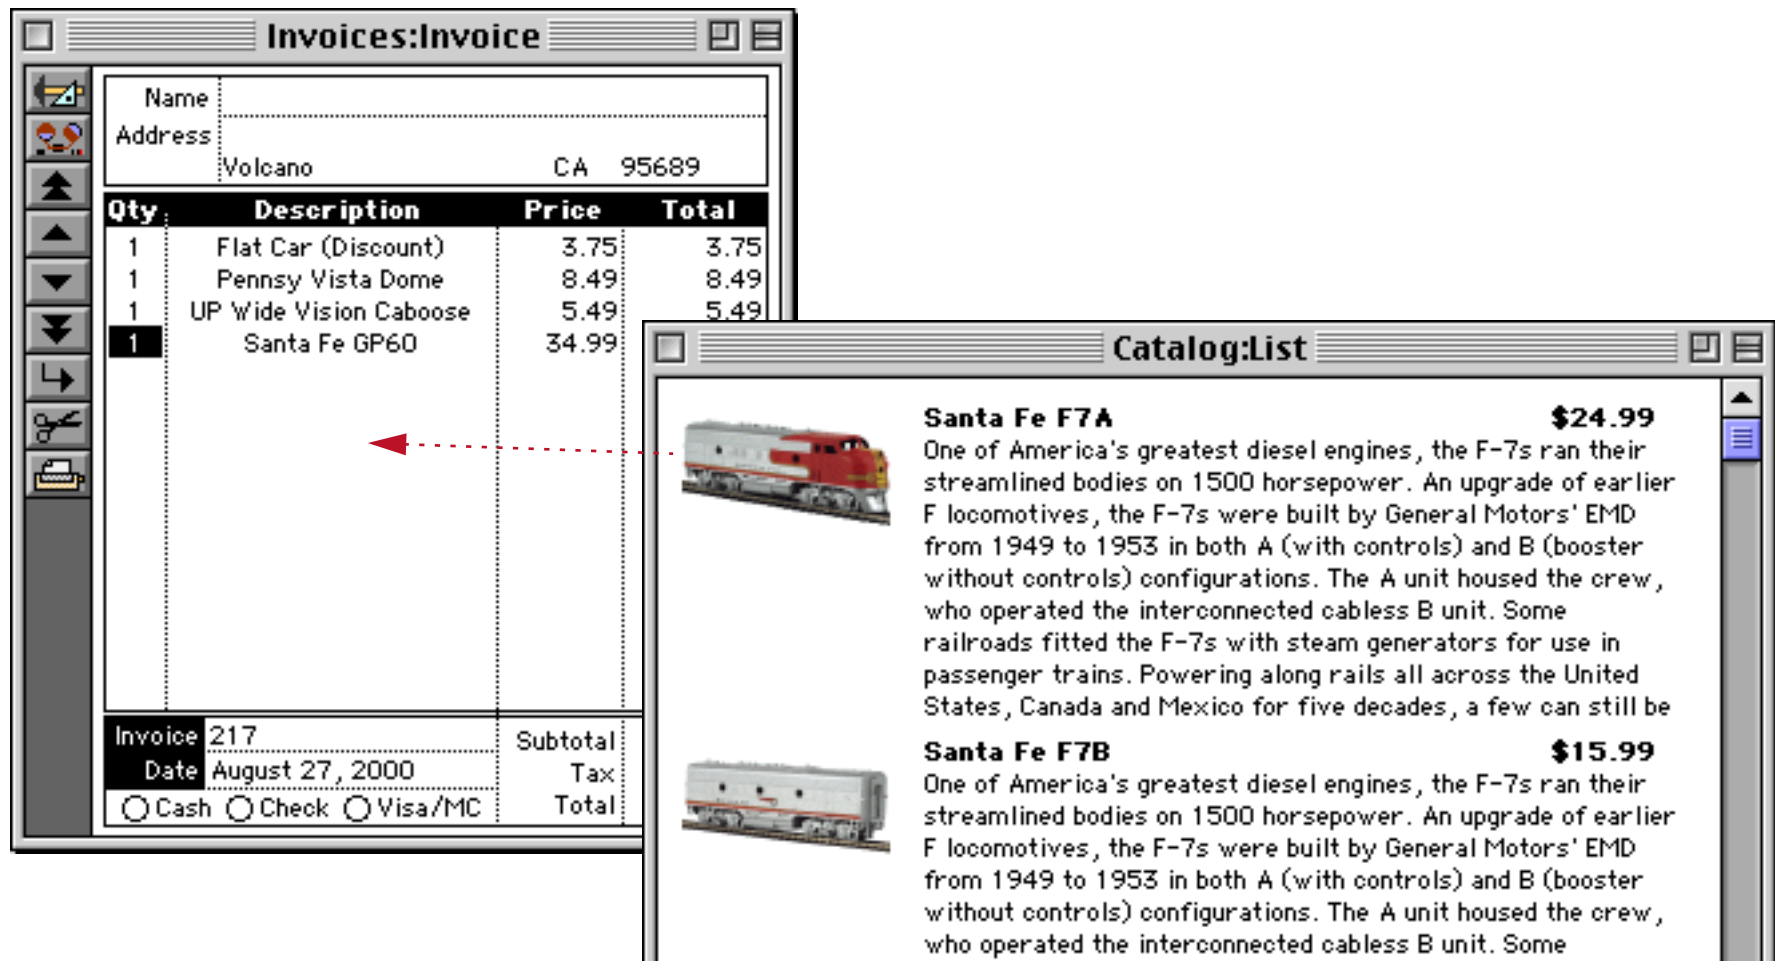 Invoices:Invoice
Name
Address
Volcano CA 95689
Qty Description Price Total
1 Flat Car (Discount) 3.75 3.75
1 Pennsy Vista Dome 8.49 8.49
1 UP Wide Vision Caboose 5.49 5.49
1 Santa Fe GP60 34.99
Invoice 217 Subtotal
Date August 27, 2000 Tax
Cash Check Visa/MC Total
Catalog:List
Santa Fe F7A $24.99
One of America's greatest diesel engines, the F-7s ran their
streamlined bodies on 1500 horsepower. An upgrade of earlier
F locomotives, the F-7s were built by General Motors' EMD
from 1949 to 1953 in both A (with controls) and B (booster
without controls) configurations. The A unit housed the crew,
who operated the interconnected cabless B unit. Some
railroads fitted the F-7s with steam generators for use in
passenger trains. Powering along rails all across the United
States, Canada and Mexico for five decades, a few can still be
Santa Fe F7B $15.99
One of America's greatest diesel engines, the F-7s ran their
streamlined bodies on 1500 horsepower. An upgrade of earlier
F locomotives, the F-7s were built by General Motors' EMD
from 1949 to 1953 in both A (with controls) and B (booster
without controls) configurations. The A unit housed the crew,
who operated the interconnected cabless B unit. Some